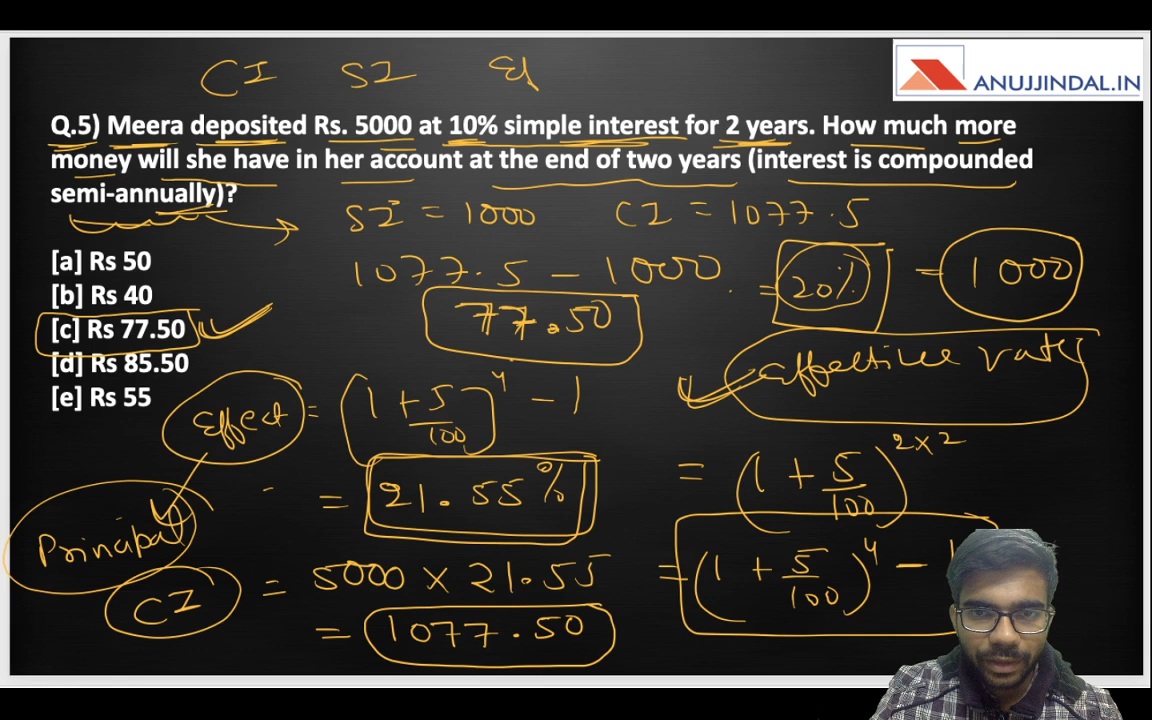 CI SI Ef
ANUJJINDAL.IN
Q.5) Meera deposited Rs. 5000 at 10% simple interest for 2 years. How much more
money will she have in her account at the end of two years (interest is compounded
semi-annually)?
SI = 1000 CI = 1077.5
[a] Rs 50
[b] Rs 40
[c] Rs 77.50
[d] Rs 85.50
[e] Rs 55
1077.5 - 1000
77.50
= 20% = 1000
effective rate
Effect = (1 + 5/100)^4 - 1
= 21.55%
Principal
CI = 5000 × 21.55
= 1077.50
= (1 + 5/100)^2×2
= (1 + 5/100)^4 -